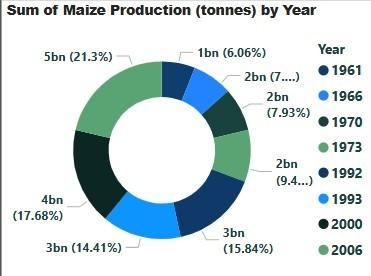 Sum of Maize Production (tonnes) by Year
5bn (21.3%)
1bn (6.06%)
2bn (7....)
2bn
(7.93%)
2bn
(9.4...)
3bn
(15.84%)
3bn (14.41%)
4bn
(17.68%)
Year
1961
1966
1970
1973
1992
1993
2000
2006